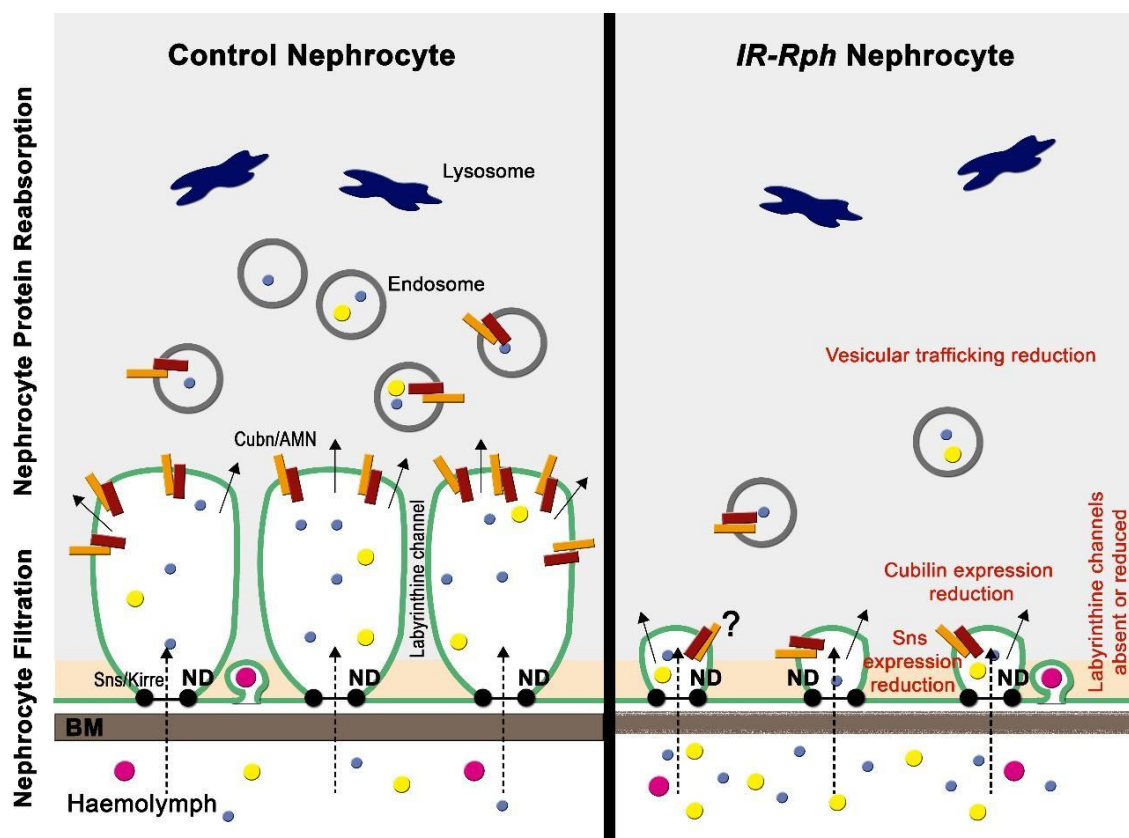 Control Nephrocyte
IR-Rph Nephrocyte
Nephrocyte Protein Reabsorption
Nephrocyte Filtration
Lysosome
Endosome
Cubn/AMN
Labyrinthine channel
Sns/Kirre
ND
ND
ND
BM
Haemolymph
Vesicular trafficking reduction
Cubilin expression
reduction
Labyrinthine channels
absent or reduced
?
Sns
expression
reduction
ND
ND
ND